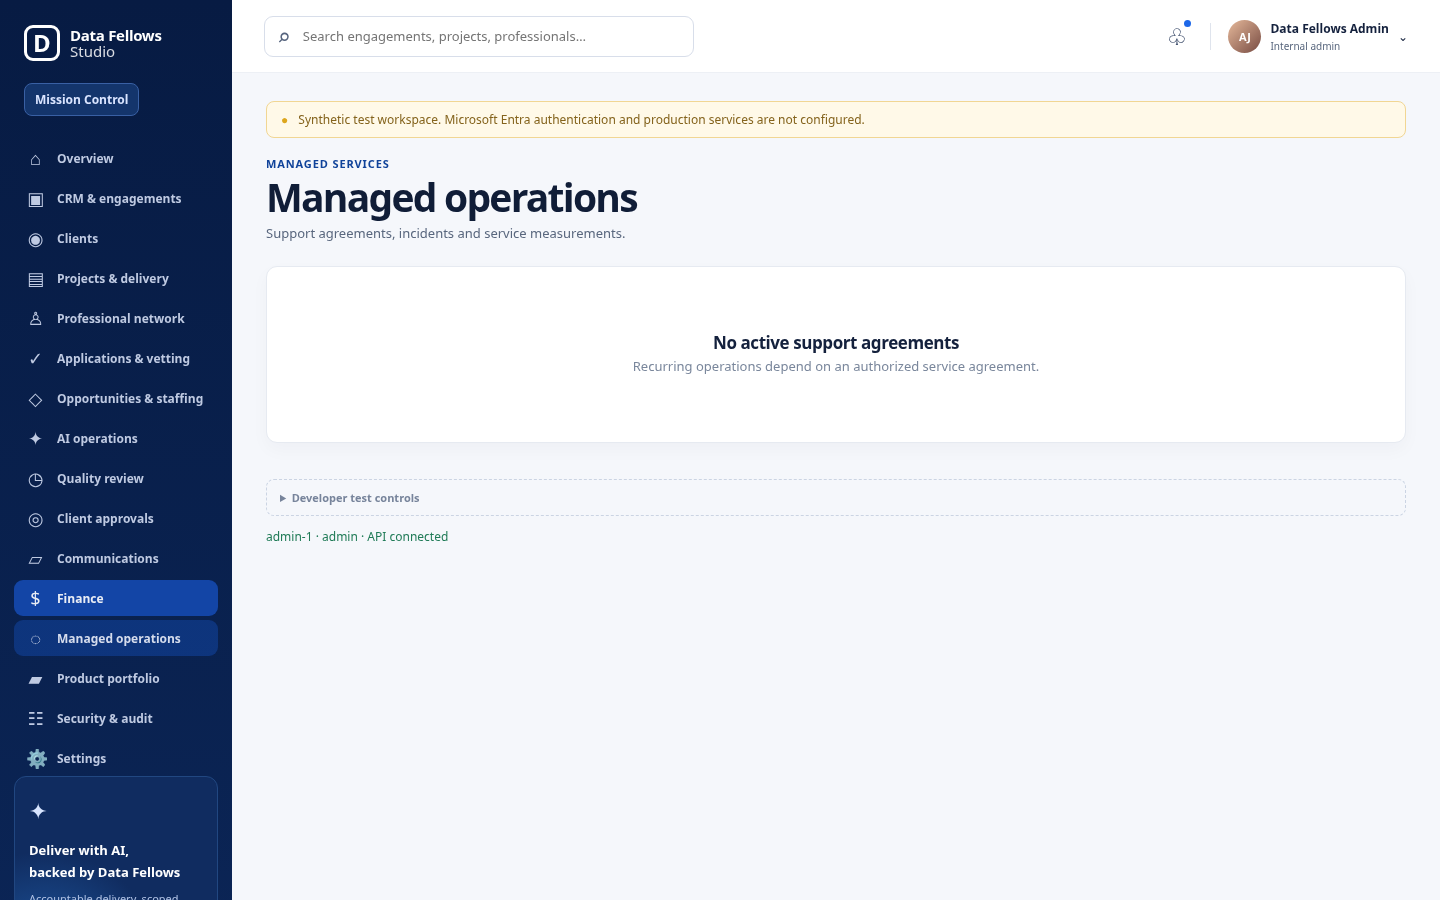 D
Data Fellows
Studio
Mission Control
Overview
CRM & engagements
Clients
Projects & delivery
Professional network
Applications & vetting
Opportunities & staffing
AI operations
Quality review
Client approvals
Communications
$ Finance
Managed operations
Product portfolio
Security & audit
Settings
Deliver with AI,
backed by Data Fellows
Accountable delivery, scoped
Search engagements, projects, professionals...
AJ
Data Fellows Admin
Internal admin
Synthetic test workspace. Microsoft Entra authentication and production services are not configured.
MANAGED SERVICES
Managed operations
Support agreements, incidents and service measurements.
No active support agreements
Recurring operations depend on an authorized service agreement.
Developer test controls
admin-1 · admin · API connected